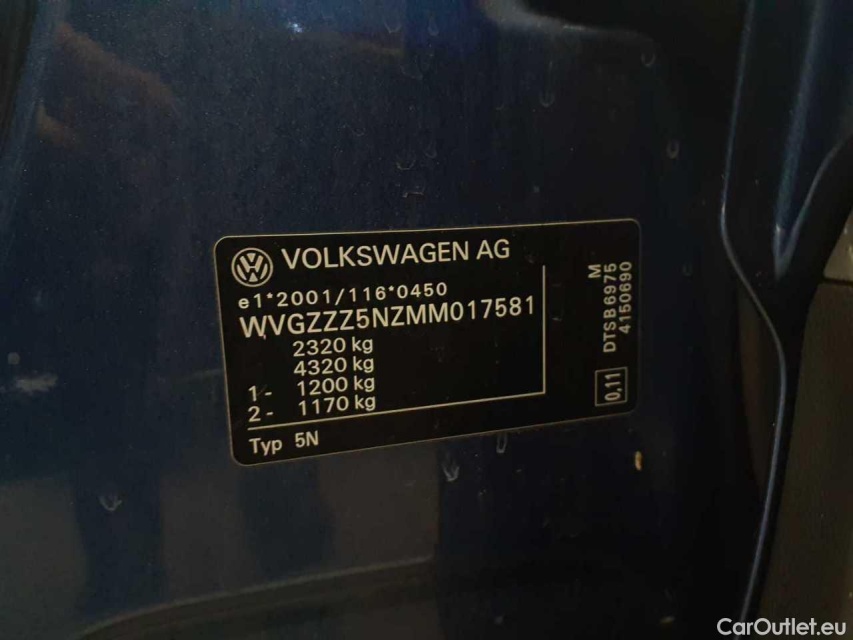 VOLKSWAGEN AG
e1*2001/116*0450
WVGZZZ5NZMM017581
2320 kg
4320 kg
1- 1200 kg
2- 1170 kg
Typ 5N
M
DTSB6975
4150690
0,11
CarOutlet.eu